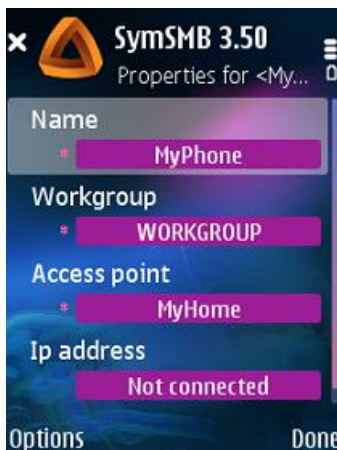 SymSMB 3.50
Properties for <My...
Name
* MyPhone
Workgroup
* WORKGROUP
Access point
* MyHome
Ip address
Not connected
Options Done